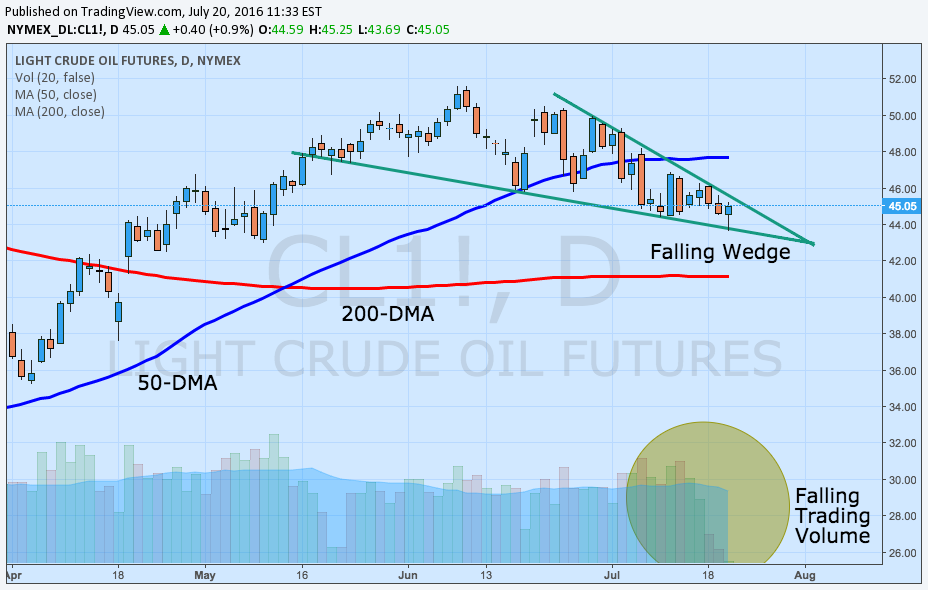 Published on TradingView.com, July 20, 2016 11:33 EST
NYMEX_DL:CL1!, D 45.05 ▲ +0.40 (+0.9%) O:44.59 H:45.25 L:43.69 C:45.05
LIGHT CRUDE OIL FUTURES, D, NYMEX
Vol (20, false)
MA (50, close)
MA (200, close)
52.00
50.00
48.00
46.00
45.05
44.00
42.00
40.00
38.00
36.00
34.00
32.00
30.00
28.00
26.00
Falling Wedge
CL1!, D
200-DMA
LIGHT CRUDE OIL FUTURES
50-DMA
Falling
Trading
Volume
Apr 18 May 16 Jun 13 Jul 18 Aug